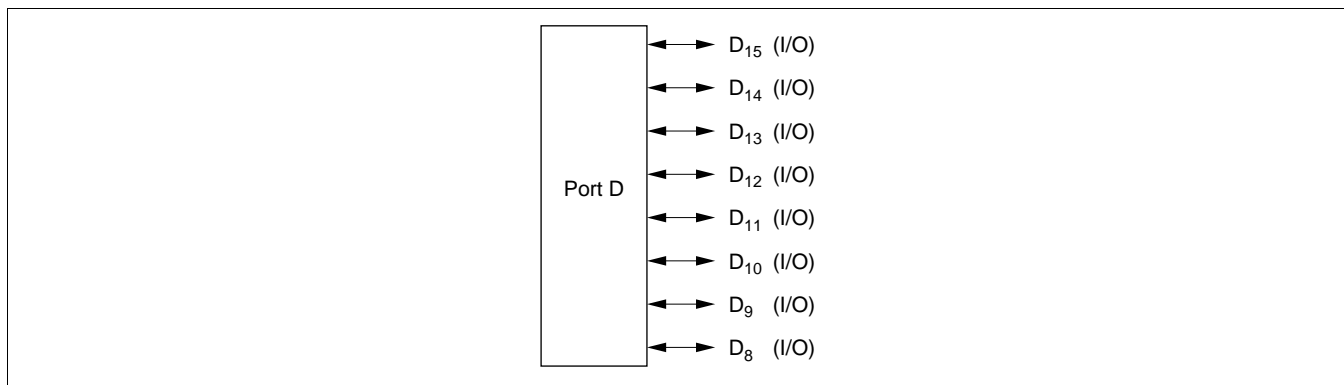 D15 (I/O)
D14 (I/O)
D13 (I/O)
D12 (I/O)
Port D
D11 (I/O)
D10 (I/O)
D9 (I/O)
D8 (I/O)